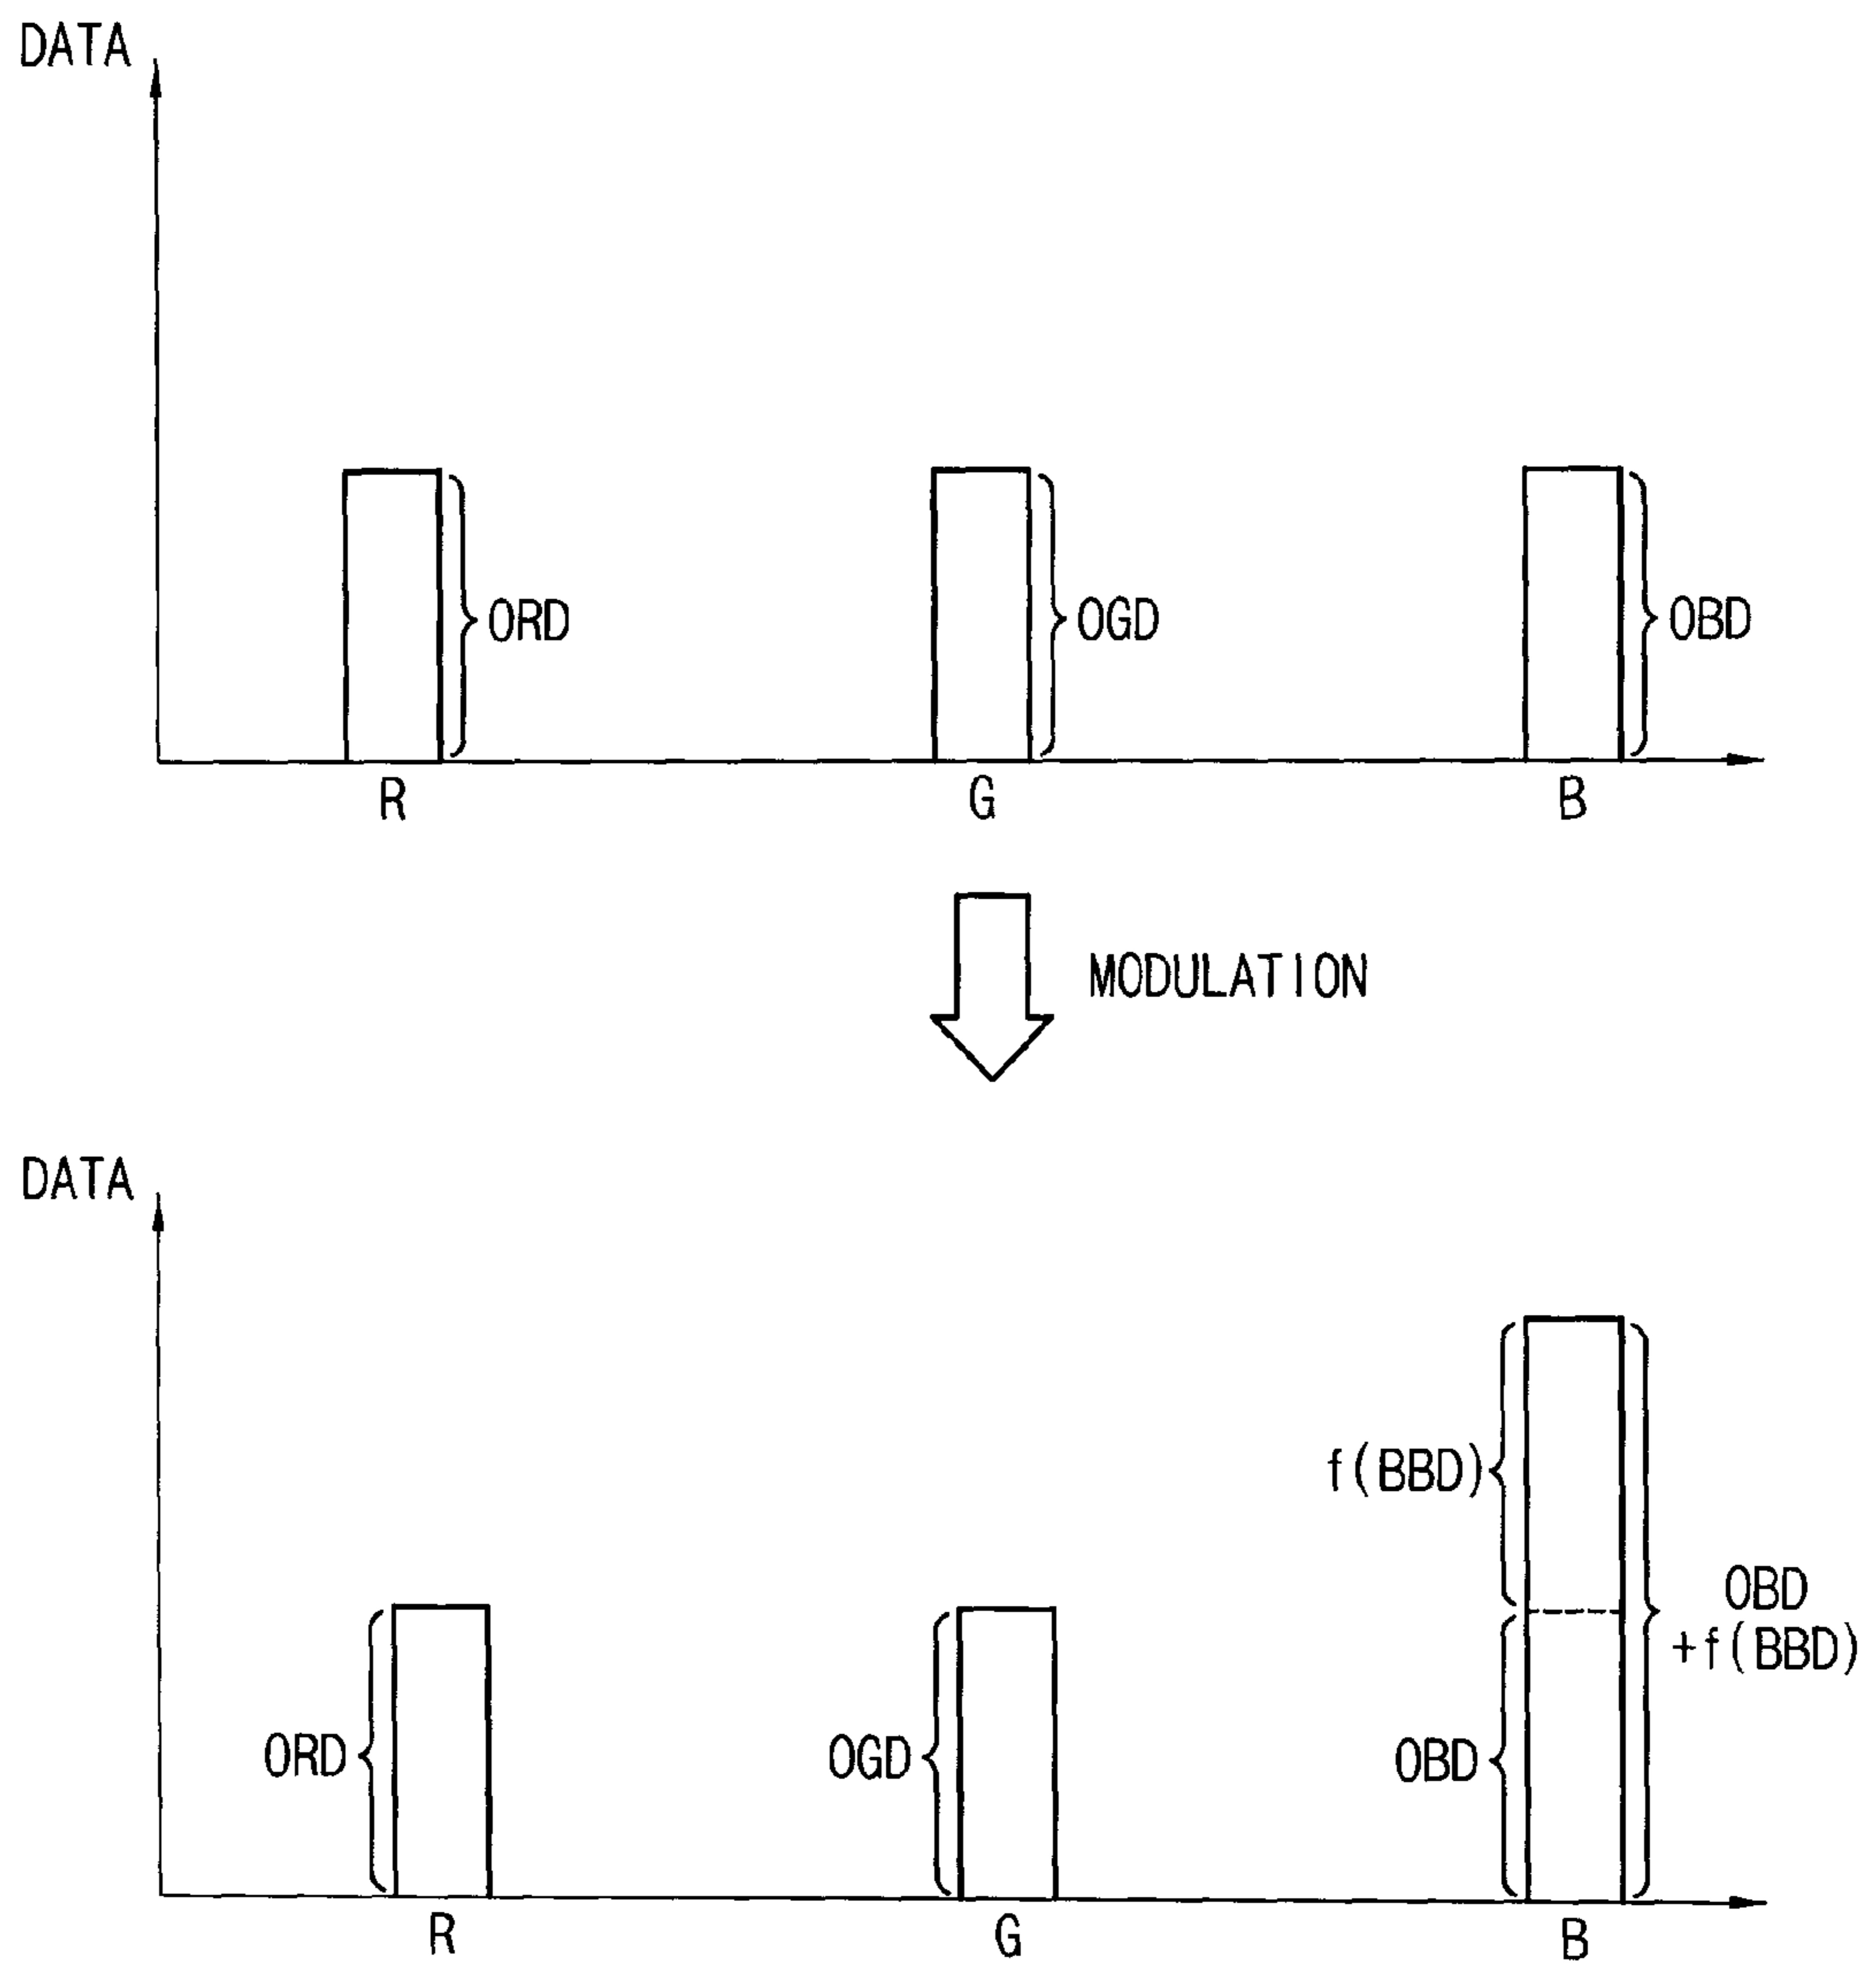 DATA
ORD
OGD
OBD
R
G
B
MODULATION
DATA
f(BBD)
OBD
+f(BBD)
ORD
OGD
OBD
R
G
B